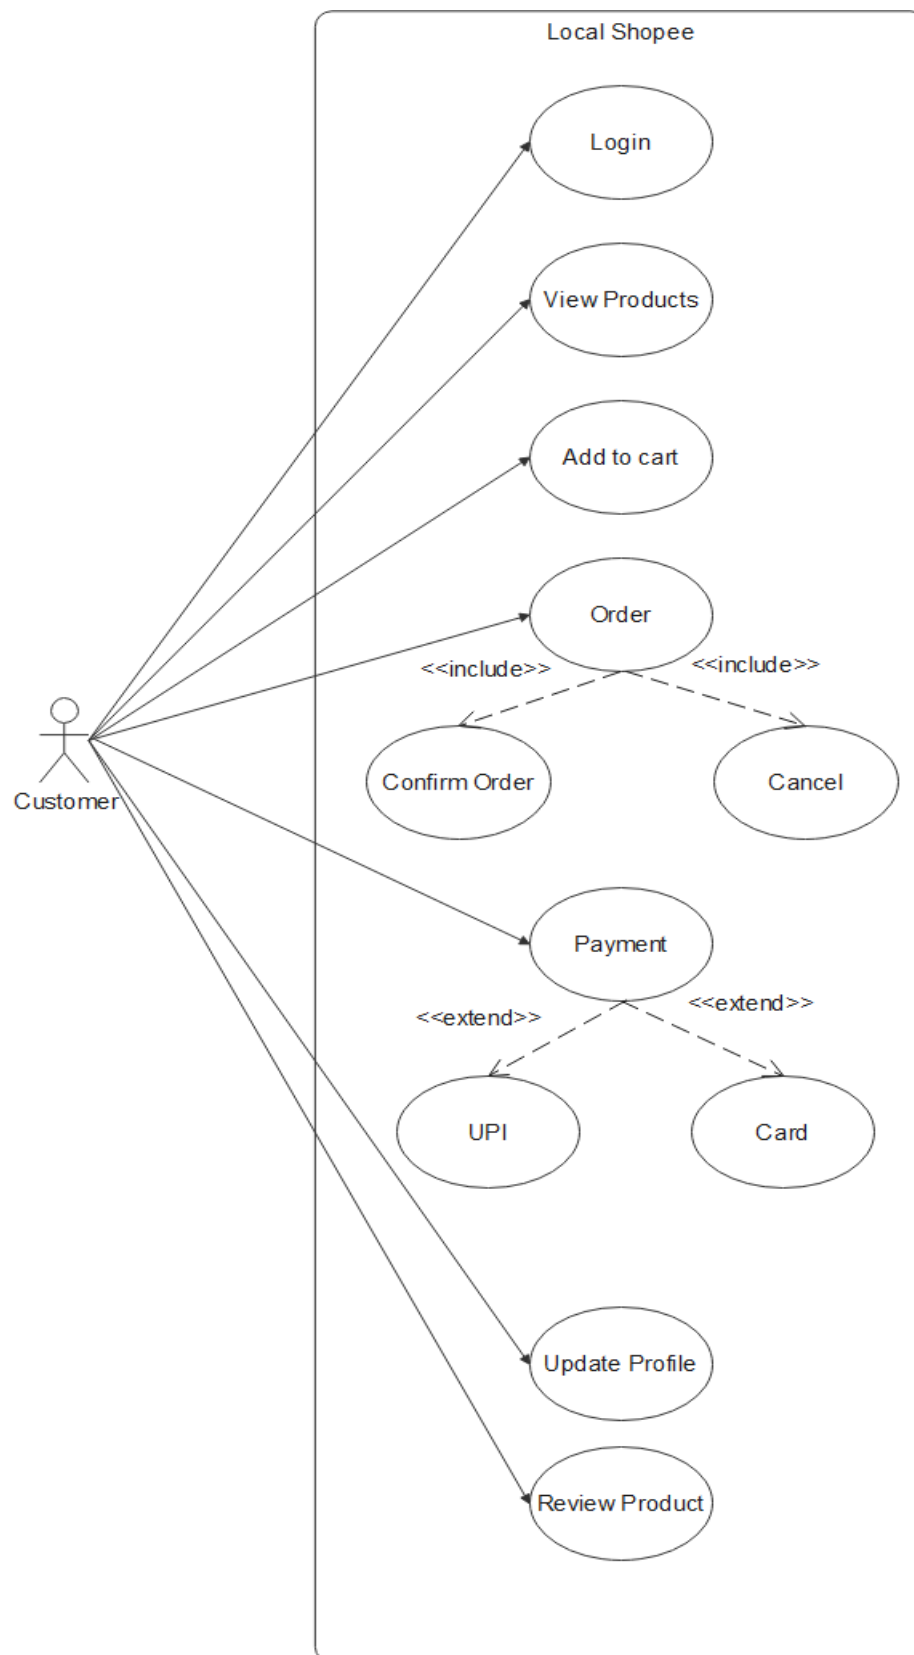 Local Shopee
Login
View Products
Add to cart
Order
<<include>>
<<include>>
Confirm Order
Cancel
Customer
Payment
<<extend>>
<<extend>>
UPI
Card
Update Profile
Review Product